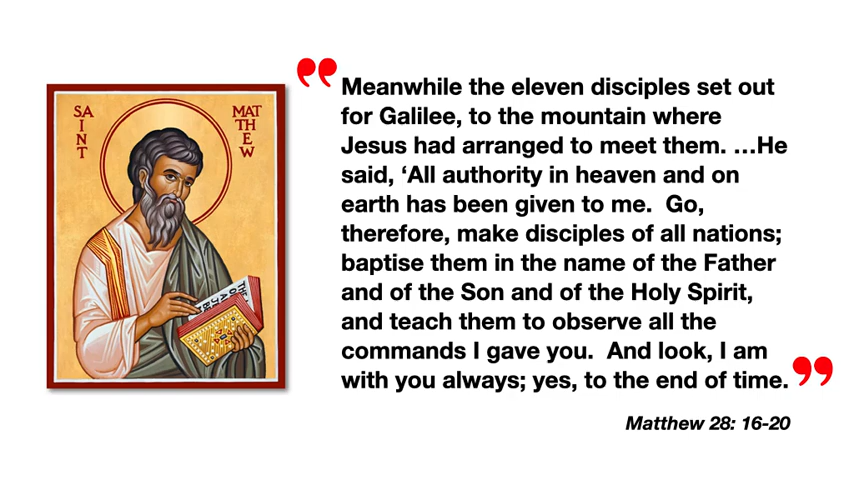 SAINT
MATTHEW
“
Meanwhile the eleven disciples set out
for Galilee, to the mountain where
Jesus had arranged to meet them. …He
said, ‘All authority in heaven and on
earth has been given to me.  Go,
therefore, make disciples of all nations;
baptise them in the name of the Father
and of the Son and of the Holy Spirit,
and teach them to observe all the
commands I gave you.  And look, I am
with you always; yes, to the end of time.
”
Matthew 28: 16-20